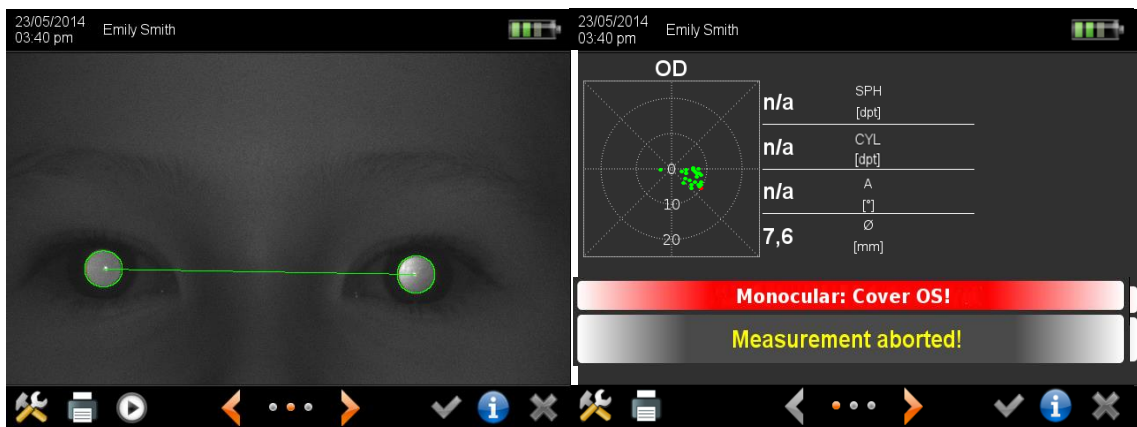 23/05/2014
03:40 pm
Emily Smith
23/05/2014
03:40 pm
Emily Smith
OD
0
10
20
n/a
SPH
[dpt]
n/a
CYL
[dpt]
n/a
A
[°]
7,6
Ø
[mm]
Monocular: Cover OS!
Measurement aborted!